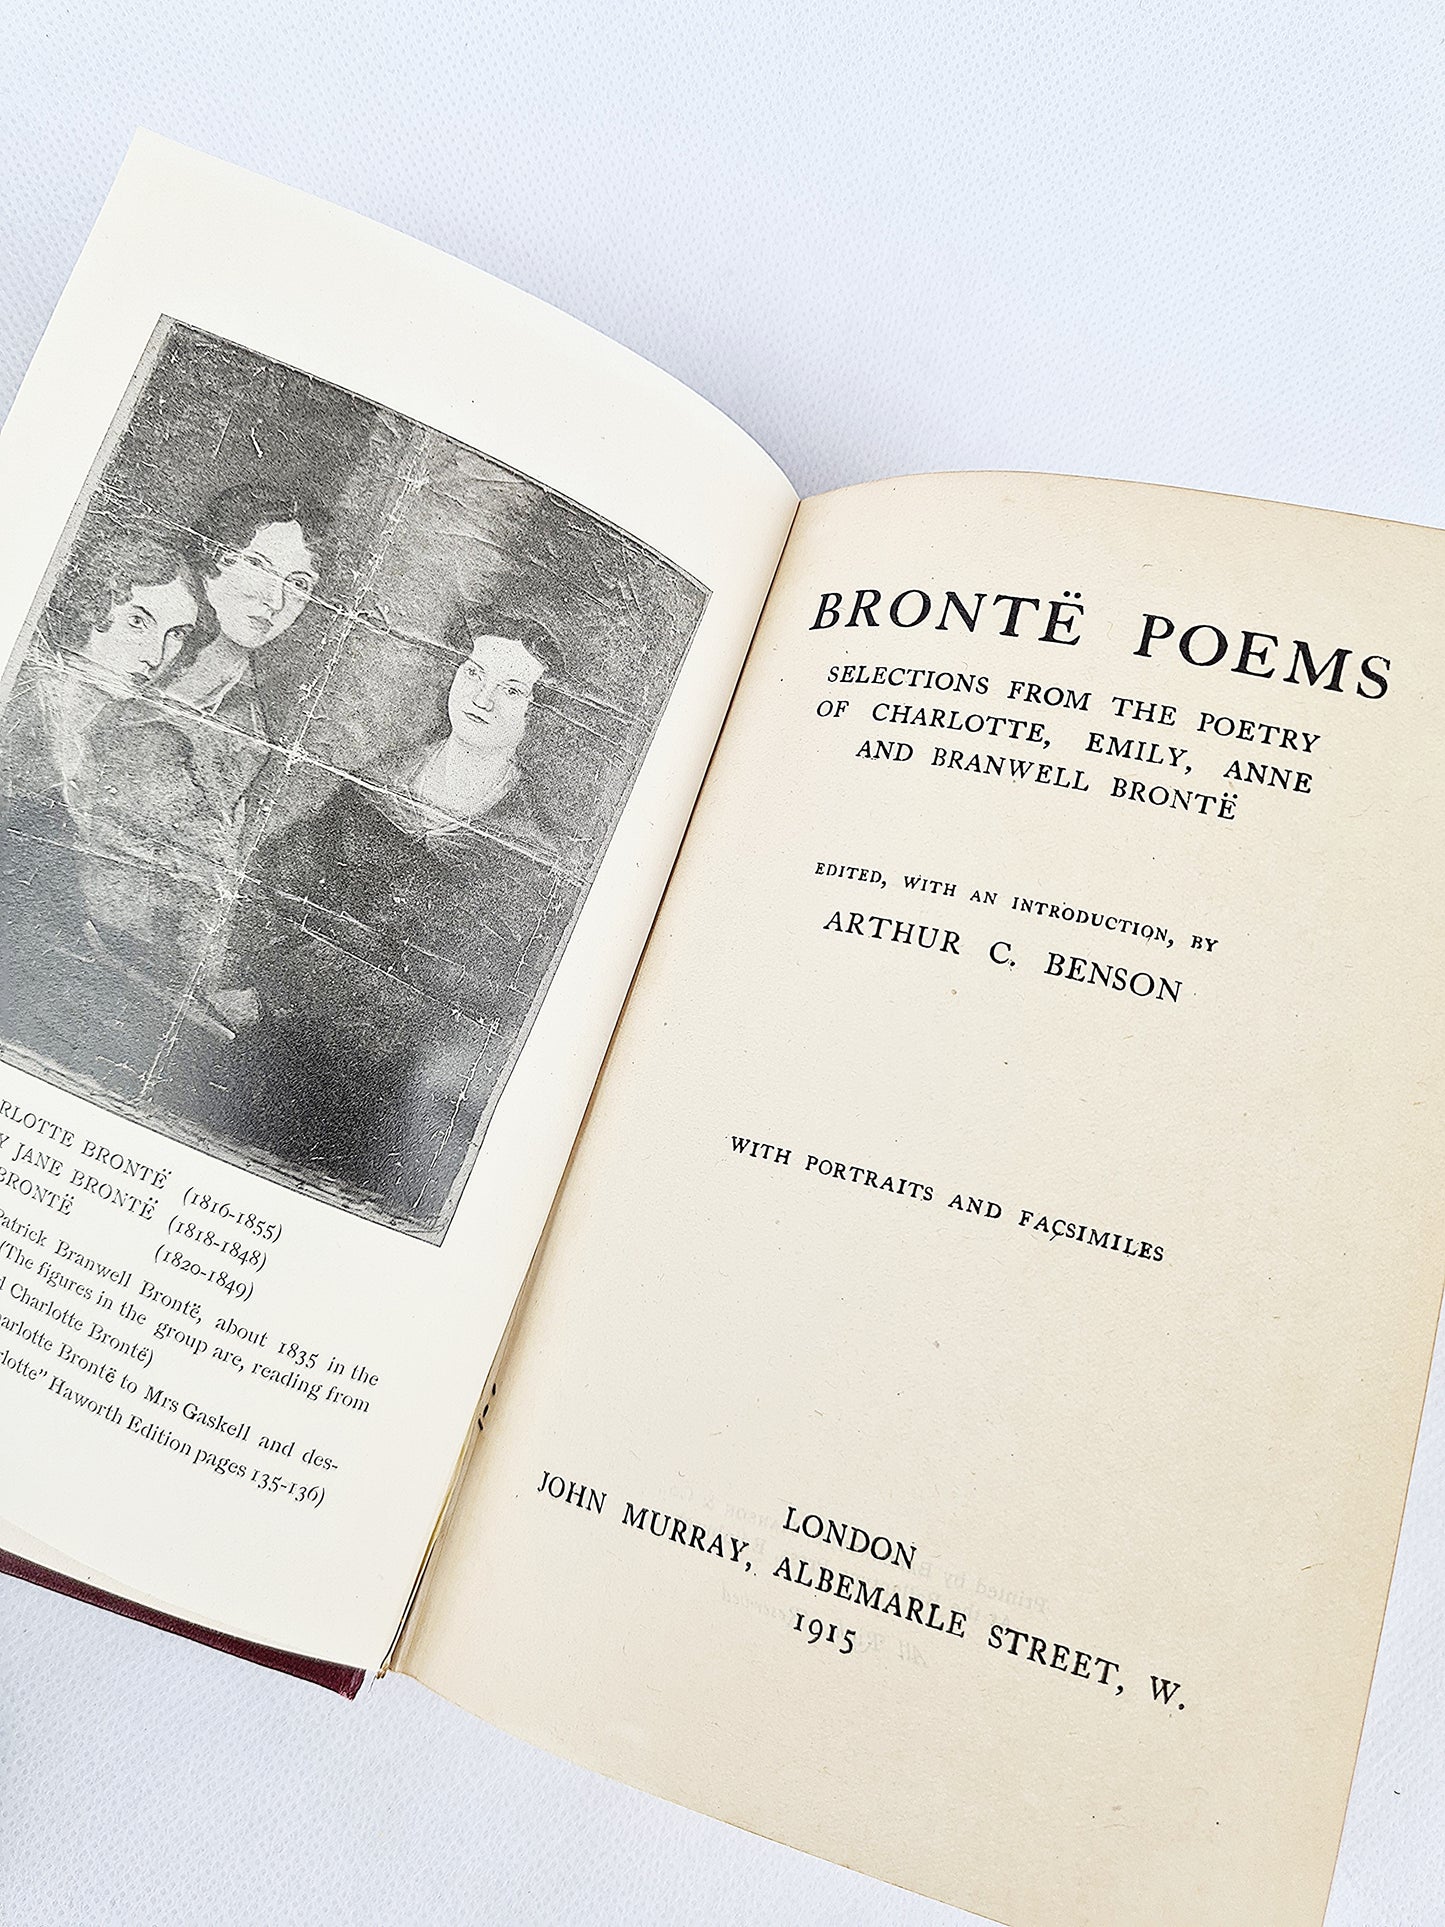 RLOTTE BRONTË (1816-1855)
Y JANE BRONTË (1818-1848)
BRONTË (1820-1849)
Patrick Branwell Brontë, about 1835 in the
(The figures in the group are, reading from
d Charlotte Brontë)
arlotte Brontë to Mrs Gaskell and des-
rlotte" Haworth Edition pages 135-136)
BRONTË POEMS
SELECTIONS FROM THE POETRY
OF CHARLOTTE, EMILY, ANNE
AND BRANWELL BRONTË
EDITED, WITH AN INTRODUCTION, BY
ARTHUR C. BENSON
WITH PORTRAITS AND FACSIMILES
LONDON
JOHN MURRAY, ALBEMARLE STREET, W.
1915